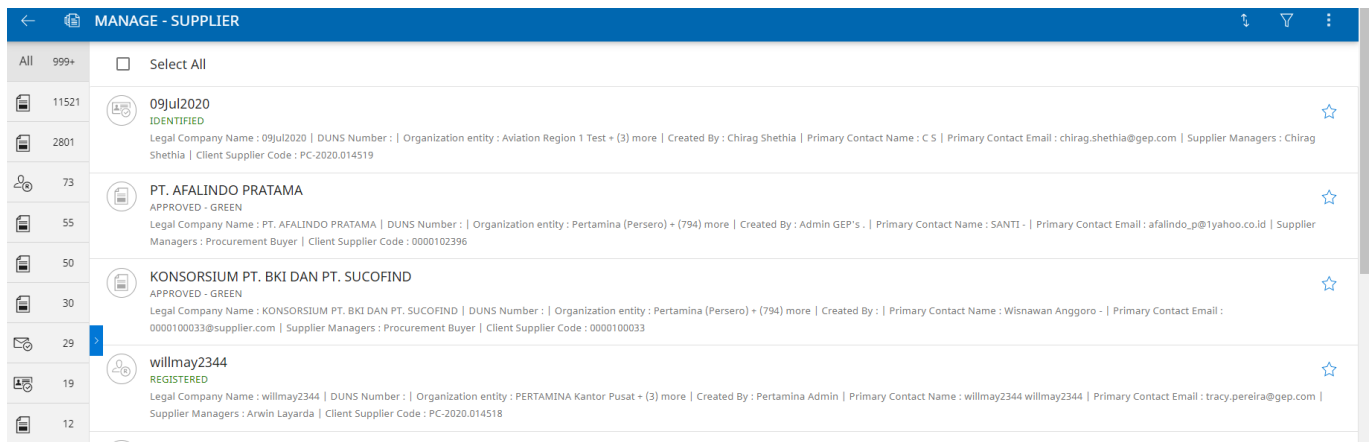 MANAGE - SUPPLIER
All 999+
Select All
11521
2801
73
55
50
30
29
19
12
09Jul2020
IDENTIFIED
Legal Company Name : 09Jul2020 | DUNS Number : | Organization entity : Aviation Region 1 Test + (3) more | Created By : Chirag Shethia | Primary Contact Name : C S | Primary Contact Email : chirag.shethia@gep.com | Supplier Managers : Chirag
Shethia | Client Supplier Code : PC-2020.014519
PT. AFALINDO PRATAMA
APPROVED - GREEN
Legal Company Name : PT. AFALINDO PRATAMA | DUNS Number : | Organization entity : Pertamina (Persero) + (794) more | Created By : Admin GEP's . | Primary Contact Name : SANTI - | Primary Contact Email : afalindo_p@1yahoo.co.id | Supplier
Managers : Procurement Buyer | Client Supplier Code : 0000102396
KONSORSIUM PT. BKI DAN PT. SUCOFIND
APPROVED - GREEN
Legal Company Name : KONSORSIUM PT. BKI DAN PT. SUCOFIND | DUNS Number : | Organization entity : Pertamina (Persero) + (794) more | Created By : | Primary Contact Name : Wisnawan Anggoro - | Primary Contact Email :
0000100033@supplier.com | Supplier Managers : Procurement Buyer | Client Supplier Code : 0000100033
willmay2344
REGISTERED
Legal Company Name : willmay2344 | DUNS Number : | Organization entity : PERTAMINA Kantor Pusat + (3) more | Created By : Pertamina Admin | Primary Contact Name : willmay2344 willmay2344 | Primary Contact Email : tracy.pereira@gep.com |
Supplier Managers : Arwin Layarda | Client Supplier Code : PC-2020.014518